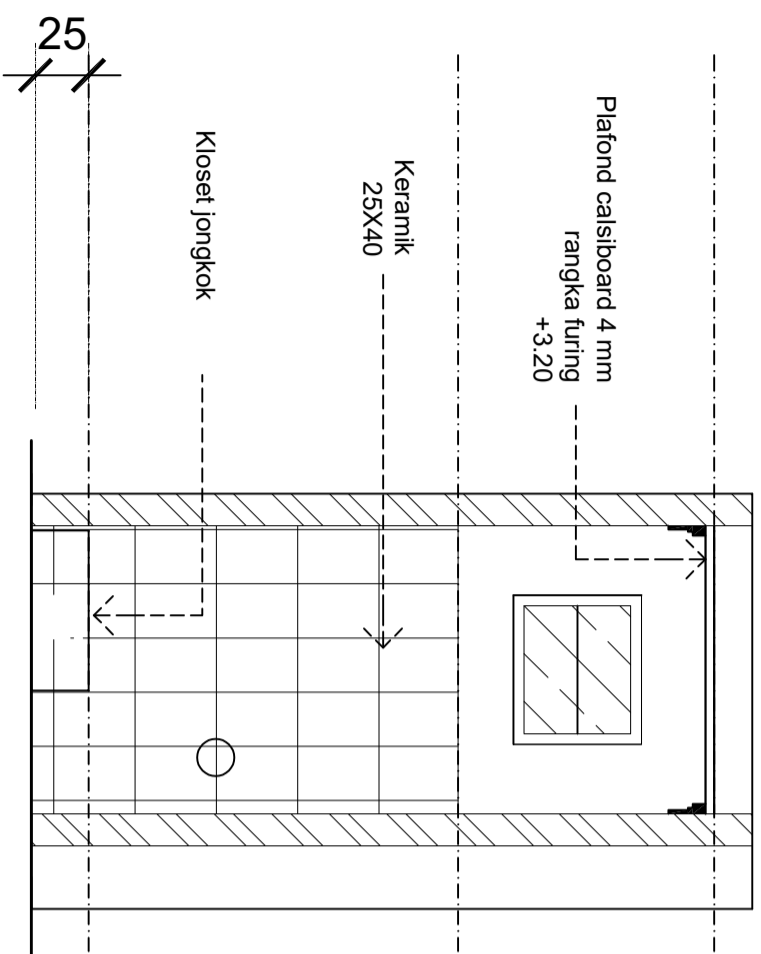 25
Kloset jongkok
Keramik
25X40
Plafond calsiboard 4 mm
rangka furing
+3.20